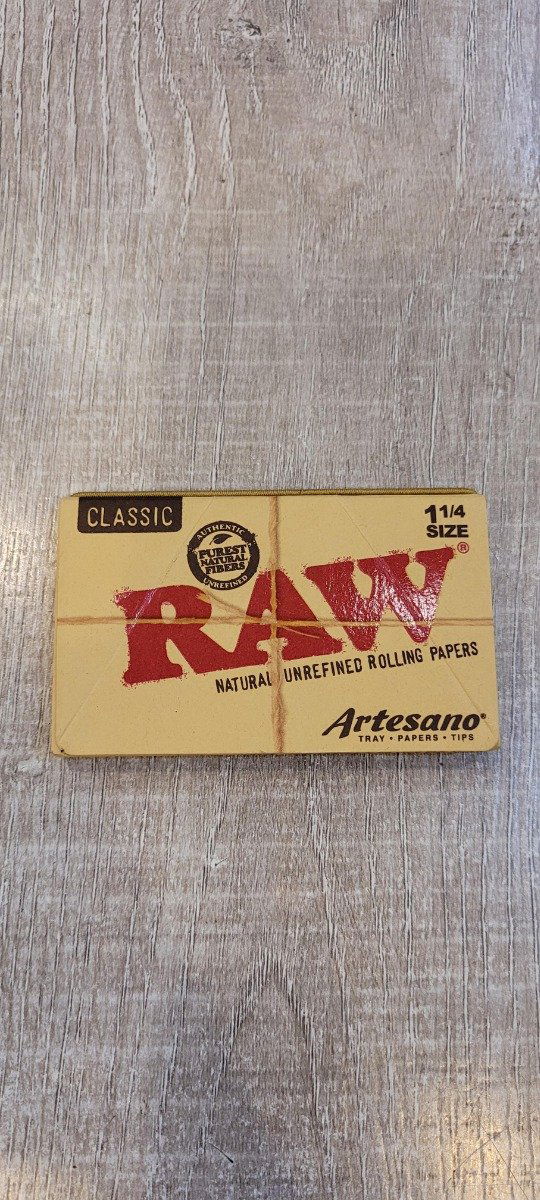 CLASSIC
1 1/4
SIZE
AUTHENTIC
PUREST
NATURAL
FIBERS
UNREFINED
RAW®
NATURAL UNREFINED ROLLING PAPERS
Artesano®
TRAY • PAPERS • TIPS